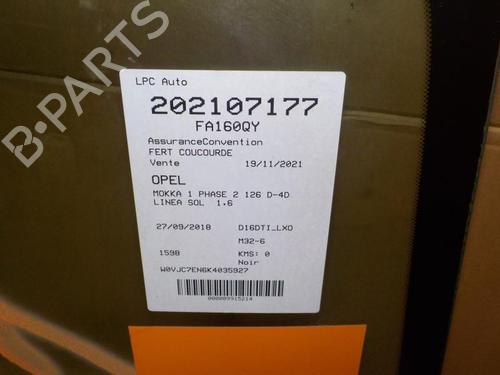 LPC Auto
202107177
FA160QY
AssuranceConvention
FERT COUCOURDE
Vente 19/11/2021
OPEL
MOKKA 1 PHASE 2 126 D-4D
LINEA SOL 1.6
27/09/2018 D16DTI_LXO
M32-6
1598 KMS: 0
Noir
W0VJC7EN6K4035927
000009915214
B-PARTS